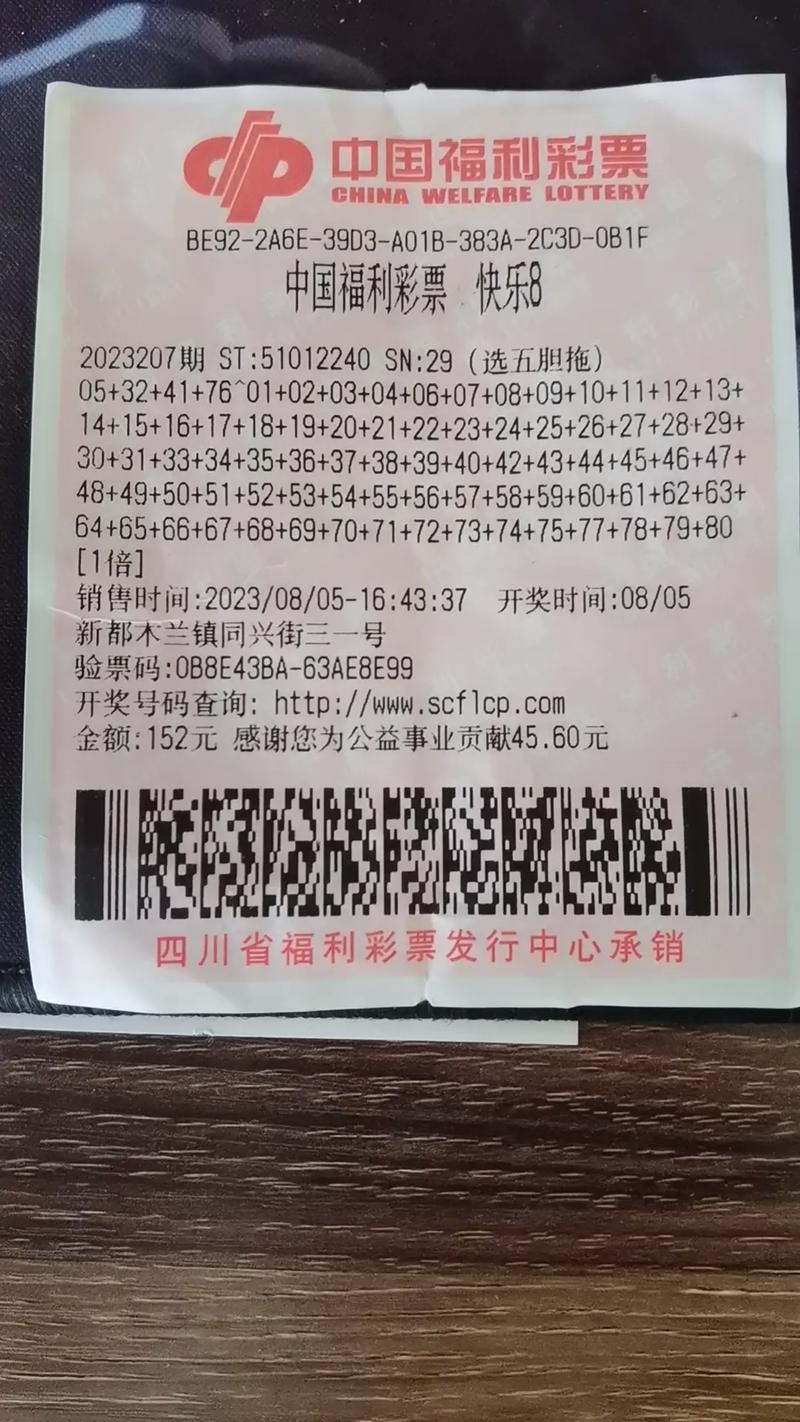 中国福利彩票
CHINA WELFARE LOTTERY
BE92-2A6E-39D3-A01B-383A-2C3D-0B1F
中国福利彩票 快乐8
2023207期 ST:51012240 SN:29 (选五胆拖)
05+32+41+76^01+02+03+04+06+07+08+09+10+11+12+13+
14+15+16+17+18+19+20+21+22+23+24+25+26+27+28+29+
30+31+33+34+35+36+37+38+39+40+42+43+44+45+46+47+
48+49+50+51+52+53+54+55+56+57+58+59+60+61+62+63+
64+65+66+67+68+69+70+71+72+73+74+75+77+78+79+80
[1倍]
销售时间:2023/08/05-16:43:37 开奖时间:08/05
新都木兰镇同兴街三一号
验票码:0B8E43BA-63AE8E99
开奖号码查询: http://www.scflcp.com
金额:152元 感谢您为公益事业贡献45.60元
四川省福利彩票发行中心承销